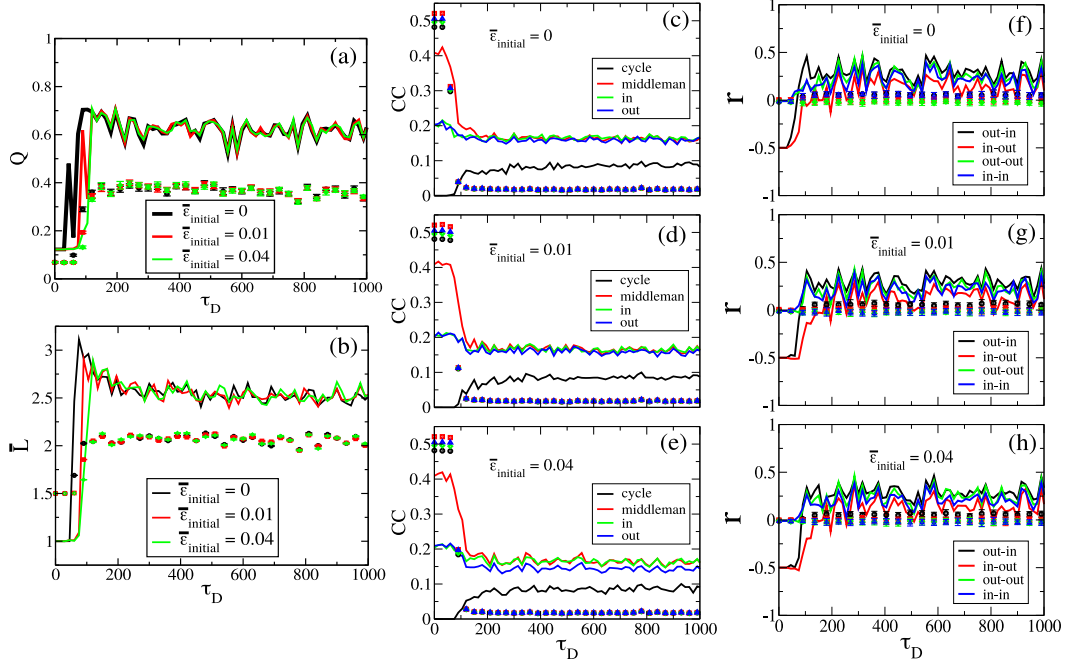 (a)
Q
1
0.8
0.6
0.4
0.2
0
ε̅initial = 0
ε̅initial = 0.01
ε̅initial = 0.04
0 200 400 600 800 1000
τD
(b)
L̅
3
2.5
2
1.5
1
ε̅initial = 0
ε̅initial = 0.01
ε̅initial = 0.04
0 200 400 600 800 1000
τD
(c)
CC
0.5
0.4
0.3
0.2
0.1
0
ε̅initial = 0
cycle
middleman
in
out
(d)
CC
0.5
0.4
0.3
0.2
0.1
0
ε̅initial = 0.01
cycle
middleman
in
out
(e)
CC
0.5
0.4
0.3
0.2
0.1
0
ε̅initial = 0.04
cycle
middleman
in
out
0 200 400 600 800 1000
τD
(f)
r
1
0.5
0
-0.5
-1
ε̅initial = 0
out-in
in-out
out-out
in-in
(g)
r
1
0.5
0
-0.5
-1
ε̅initial = 0.01
out-in
in-out
out-out
in-in
(h)
r
1
0.5
0
-0.5
-1
ε̅initial = 0.04
out-in
in-out
out-out
in-in
0 200 400 600 800 1000
τD